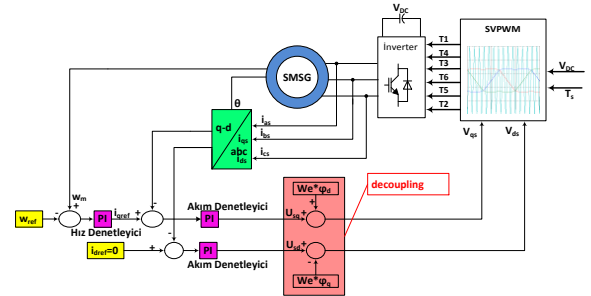 V_DC
SVPWM
İnverter
T1
T4
T3
T6
T5
T2
V_DC
T_s
SMSG
θ
q-d
i_qs
abc
i_ds
i_as
i_bs
i_cs
V_qs
V_ds
We*φ_d
decoupling
w_m
w_ref
PI
i_qref
Akım Denetleyici
PI
U_sq
Hız Denetleyici
i_dref=0
PI
U_sd
Akım Denetleyici
We*φ_q